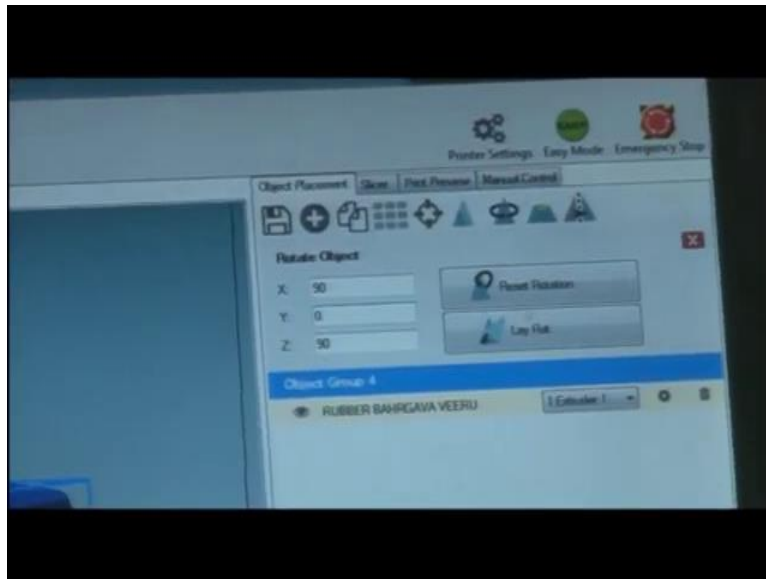 EASY
Printer Settings Easy Mode Emergency Stop
Object Placement Slicer Print Preview Manual Control
Rotate Object
X: 90
Reset Rotation
Y: 0
Lay Flat
Z: 90
Object Group 4
RUBBER BAHRGAVA VEERU
Extruder 1